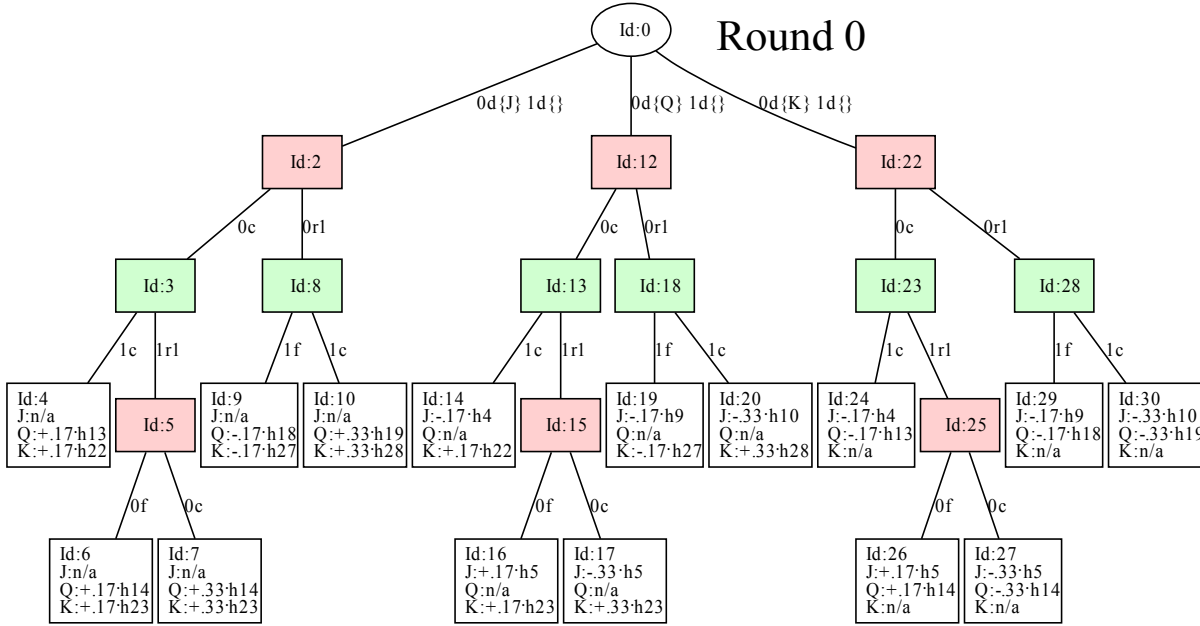 Id:0
Round 0
0d{J} 1d{}
0d{Q} 1d{}
0d{K} 1d{}
Id:2
Id:12
Id:22
0c
0r1
0c
0r1
0c
0r1
Id:3
Id:8
Id:13
Id:18
Id:23
Id:28
1c
1r1
1f
1c
1c
1r1
1f
1c
1c
1r1
1f
1c
Id:4
J:n/a
Q:+.17·h13
K:+.17·h22
Id:5
Id:9
J:n/a
Q:-.17·h18
K:-.17·h27
Id:10
J:n/a
Q:+.33·h19
K:+.33·h28
Id:14
J:-.17·h4
Q:n/a
K:+.17·h22
Id:15
Id:19
J:-.17·h9
Q:n/a
K:-.17·h27
Id:20
J:-.33·h10
Q:n/a
K:+.33·h28
Id:24
J:-.17·h4
Q:-.17·h13
K:n/a
Id:25
Id:29
J:-.17·h9
Q:-.17·h18
K:n/a
Id:30
J:-.33·h10
Q:-.33·h19
K:n/a
0f
0c
0f
0c
0f
0c
Id:6
J:n/a
Q:+.17·h14
K:+.17·h23
Id:7
J:n/a
Q:+.33·h14
K:+.33·h23
Id:16
J:+.17·h5
Q:n/a
K:+.17·h23
Id:17
J:-.33·h5
Q:n/a
K:+.33·h23
Id:26
J:+.17·h5
Q:+.17·h14
K:n/a
Id:27
J:-.33·h5
Q:-.33·h14
K:n/a